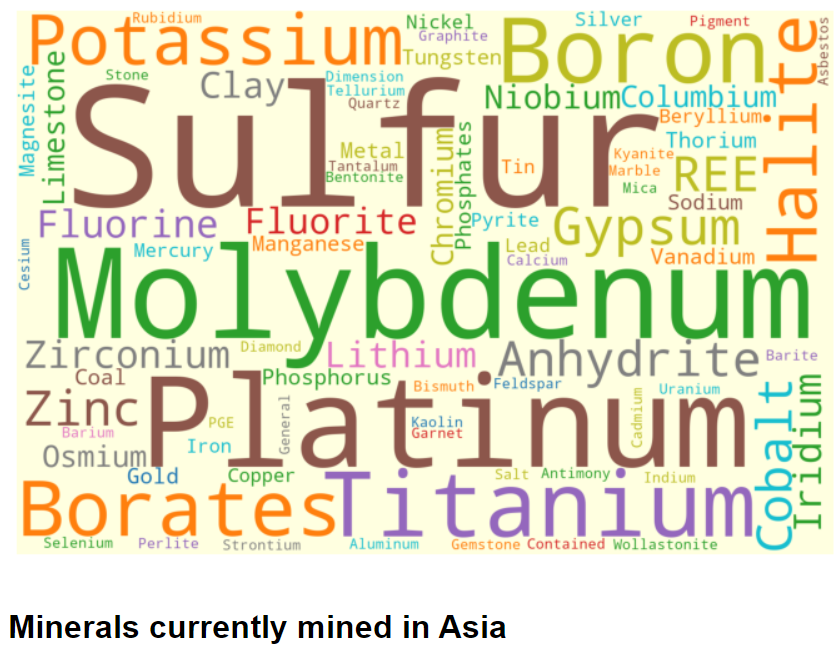 Rubidium
Nickel
Silver
Pigment
Potassium
Graphite
Boron
Tungsten
Halite
Asbestos
Magnesite
Limestone
Stone
Clay
Dimension
Tellurium
Quartz
Niobium
Columbium
Beryllium
Sulfur
Thorium
Metal
Tantalum
Bentonite
Chromium
Phosphates
Tin
Kyanite
Marble
Mica
REE
Sodium
Fluorine
Fluorite
Pyrite
Gypsum
Cesium
Mercury
Manganese
Lead
Calcium
Vanadium
Molybdenum
Zirconium
Diamond
Lithium
Anhydrite
Barite
Coal
Phosphorus
Bismuth
Feldspar
Uranium
Zinc
Platinum
Barium
PGE
General
Kaolin
Garnet
Cadmium
Cobalt
Iridium
Osmium
Iron
Gold
Copper
Salt
Antimony
Indium
Borates
Titanium
Selenium
Perlite
Strontium
Aluminum
Gemstone
Contained
Wollastonite
Minerals currently mined in Asia